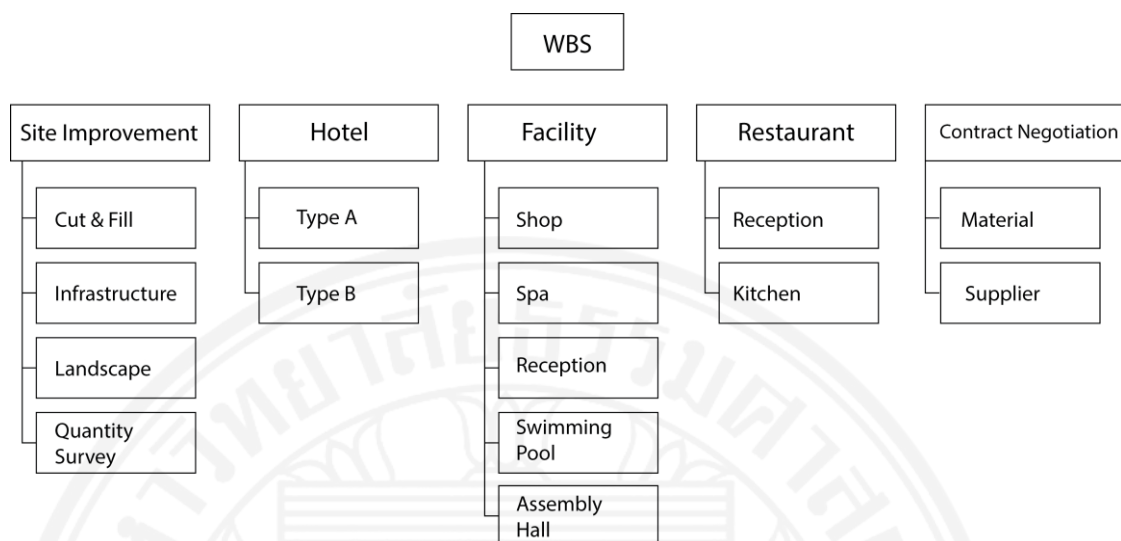 WBS
Site Improvement
Cut & Fill
Infrastructure
Landscape
Quantity
Survey
Hotel
Type A
Type B
Facility
Shop
Spa
Reception
Swimming
Pool
Assembly
Hall
Restaurant
Reception
Kitchen
Contract Negotiation
Material
Supplier